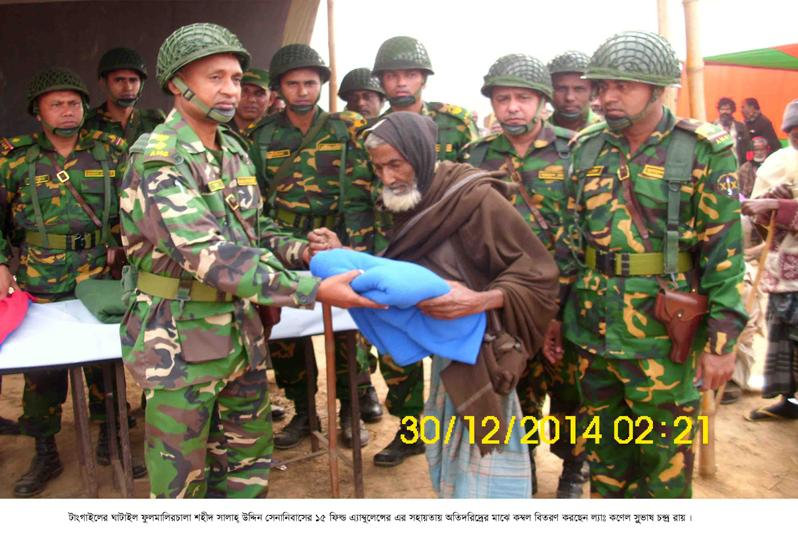 AMC
30/12/2014 02:21
টাংগাইলের ঘাটাইল ফুলমালিরচালা শহীদ সালাহ্ উদ্দিন সেনানিবাসের ১৫ ফিল্ড এ্যাম্বুলেন্সের এর সহায়তায় অতিদরিদ্রের মাঝে কম্বল বিতরণ করছেন ল্যাঃ কর্ণেল সুভাষ চন্দ্র রায় ।